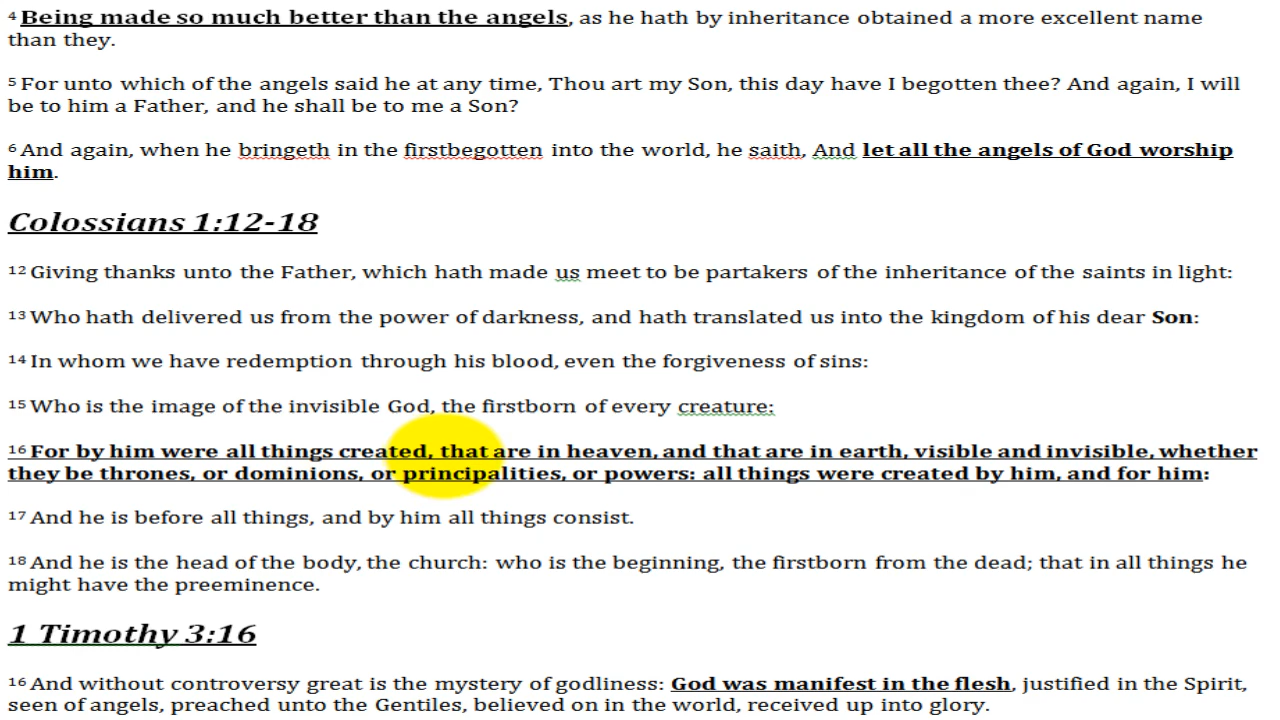 4 Being made so much better than the angels, as he hath by inheritance obtained a more excellent name
than they.
5 For unto which of the angels said he at any time, Thou art my Son, this day have I begotten thee? And again, I will
be to him a Father, and he shall be to me a Son?
6 And again, when he bringeth in the firstbegotten into the world, he saith, And let all the angels of God worship
him.
Colossians 1:12-18
12 Giving thanks unto the Father, which hath made us meet to be partakers of the inheritance of the saints in light:
13 Who hath delivered us from the power of darkness, and hath translated us into the kingdom of his dear Son:
14 In whom we have redemption through his blood, even the forgiveness of sins:
15 Who is the image of the invisible God, the firstborn of every creature:
16 For by him were all things created, that are in heaven, and that are in earth, visible and invisible, whether
they be thrones, or dominions, or principalities, or powers: all things were created by him, and for him:
17 And he is before all things, and by him all things consist.
18 And he is the head of the body, the church: who is the beginning, the firstborn from the dead; that in all things he
might have the preeminence.
1 Timothy 3:16
16 And without controversy great is the mystery of godliness: God was manifest in the flesh, justified in the Spirit,
seen of angels, preached unto the Gentiles, believed on in the world, received up into glory.